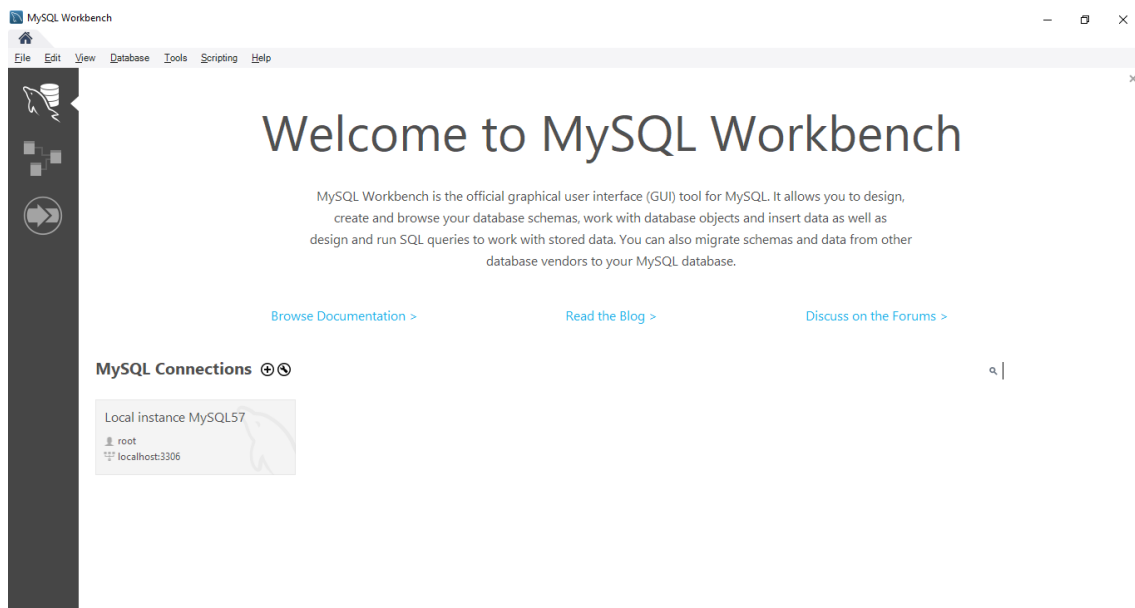 MySQL Workbench
File Edit View Database Tools Scripting Help
Welcome to MySQL Workbench
MySQL Workbench is the official graphical user interface (GUI) tool for MySQL. It allows you to design,
create and browse your database schemas, work with database objects and insert data as well as
design and run SQL queries to work with stored data. You can also migrate schemas and data from other
database vendors to your MySQL database.
Browse Documentation > Read the Blog > Discuss on the Forums >
MySQL Connections
Local instance MySQL57
root
localhost:3306